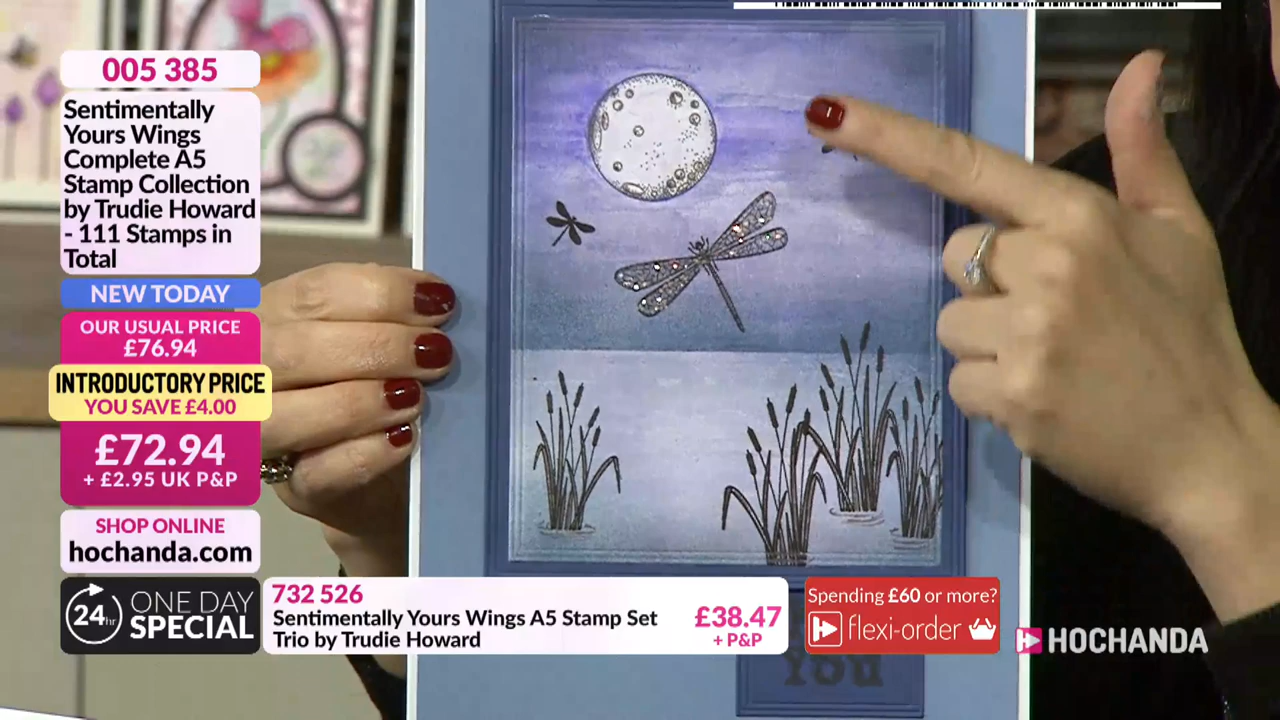 005 385
Sentimentally
Yours Wings
Complete A5
Stamp Collection
by Trudie Howard
- 111 Stamps in
Total
NEW TODAY
OUR USUAL PRICE
£76.94
INTRODUCTORY PRICE
YOU SAVE £4.00
£72.94
+ £2.95 UK P&P
SHOP ONLINE
hochanda.com
24hr
ONE DAY
SPECIAL
732 526
Sentimentally Yours Wings A5 Stamp Set
Trio by Trudie Howard
£38.47
+ P&P
Spending £60 or more?
flexi-order
HOCHANDA
You